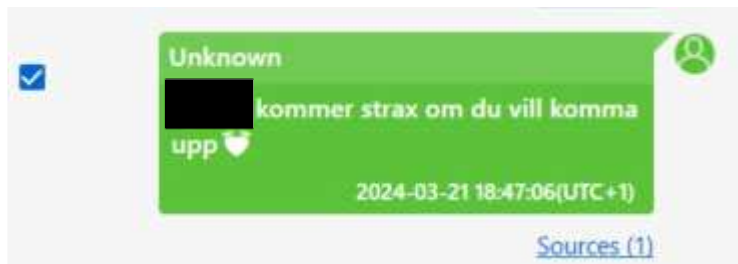 Unknown
kommer strax om du vill komma
upp
2024-03-21 18:47:06(UTC+1)
Sources (1)